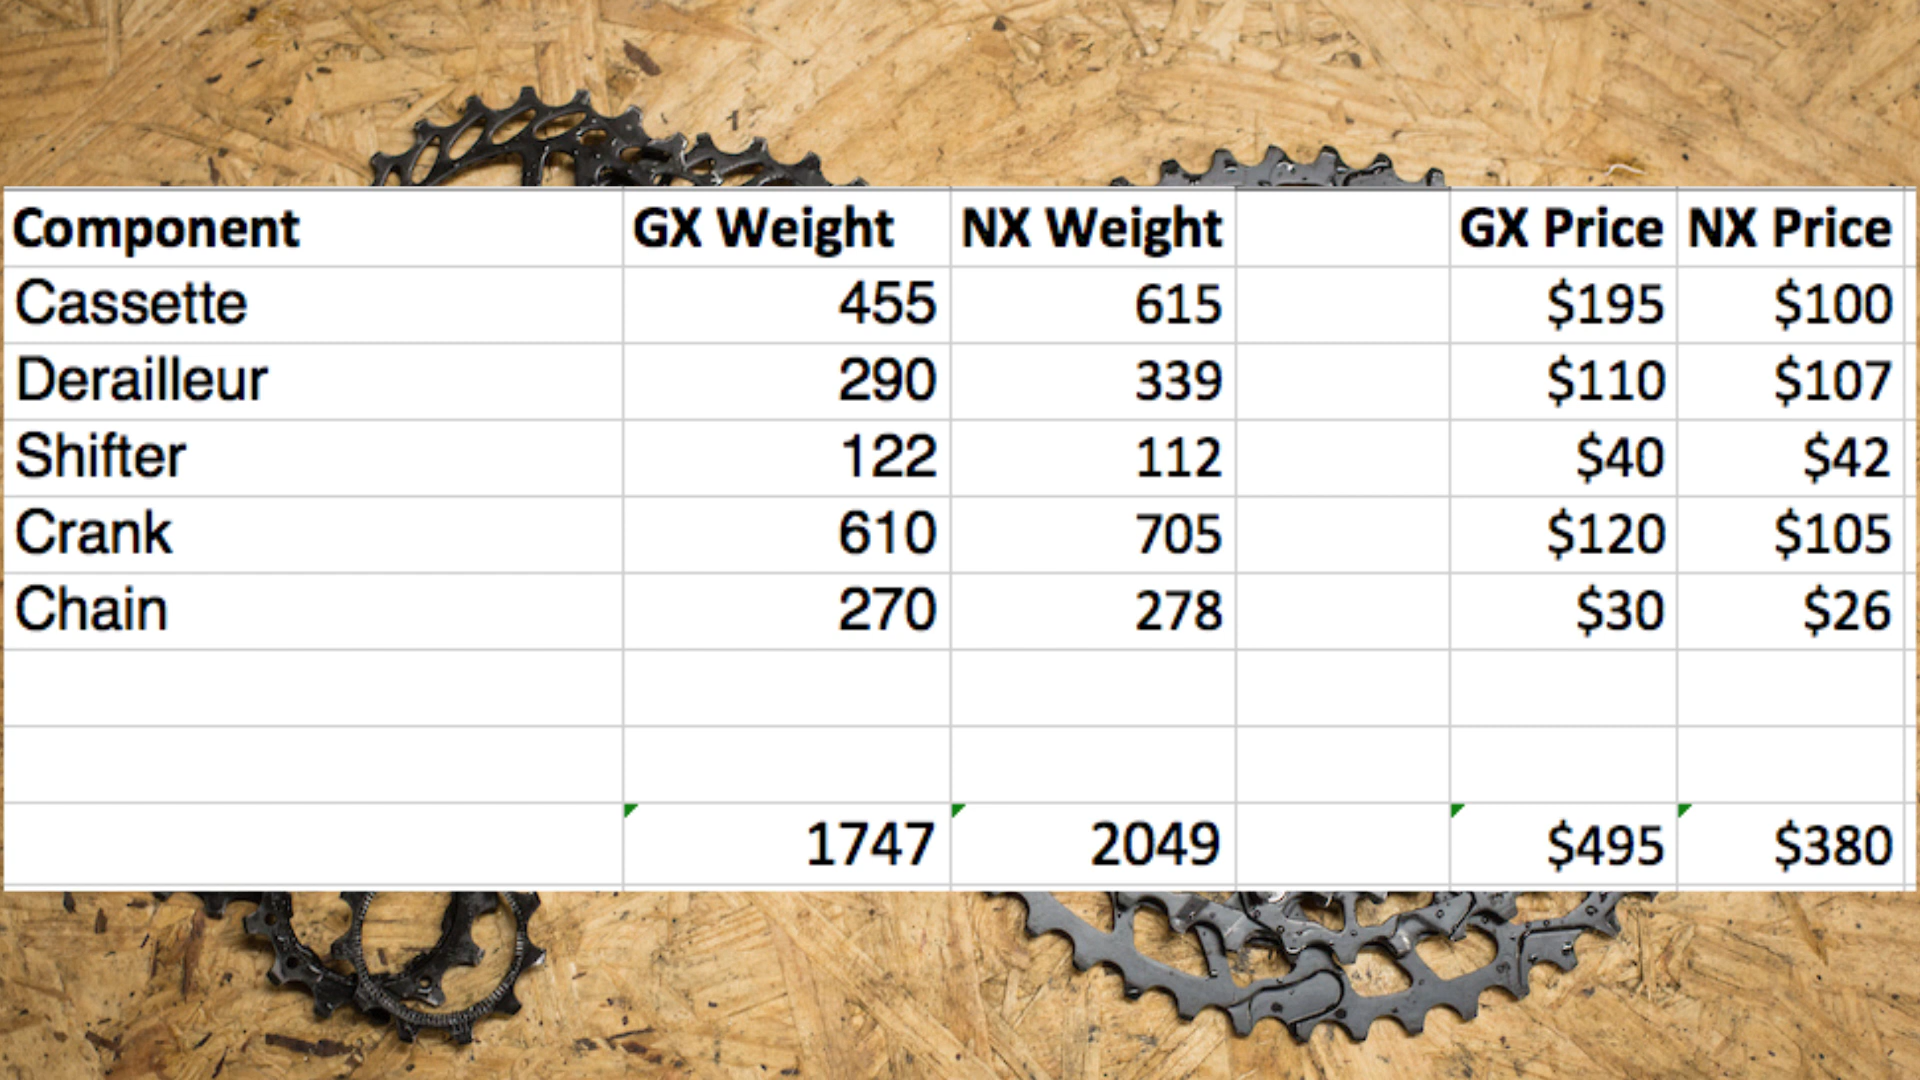 Component GX Weight NX Weight GX Price NX Price
Cassette 455 615 $195 $100
Derailleur 290 339 $110 $107
Shifter 122 112 $40 $42
Crank 610 705 $120 $105
Chain 270 278 $30 $26
1747 2049 $495 $380